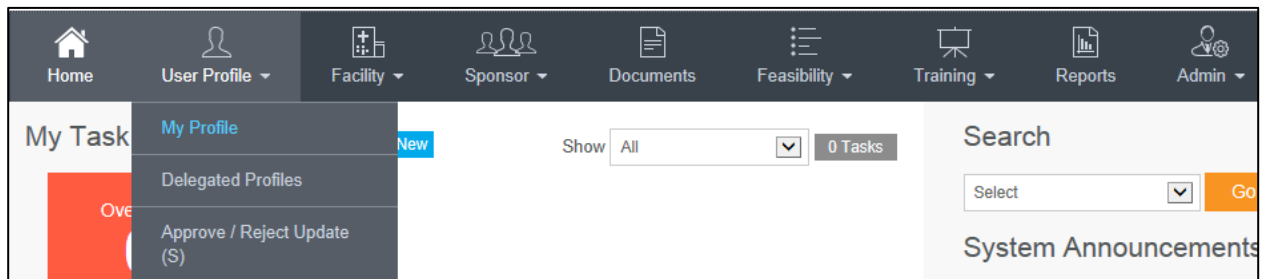 Home
User Profile
Facility
Sponsor
Documents
Feasibility
Training
Reports
Admin
My Task
New
Show
All
0 Tasks
Search
My Profile
Delegated Profiles
Select
Go
Approve / Reject Update
(S)
System Announcements